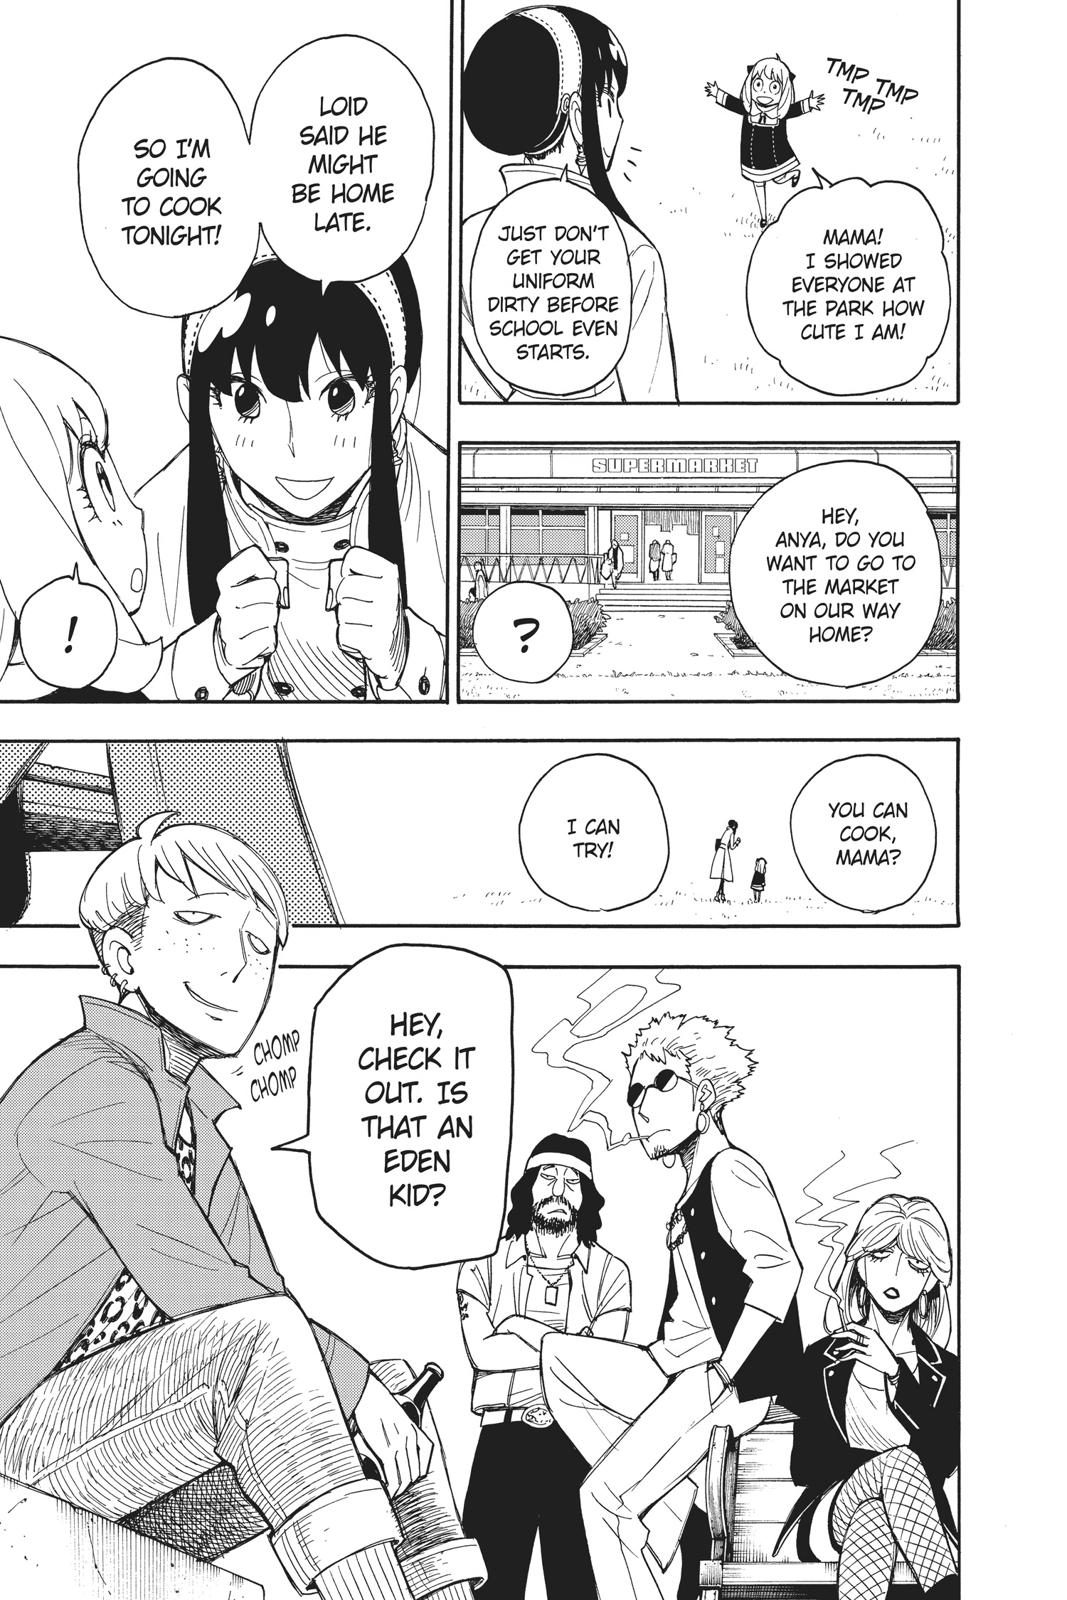 TMP TMP
TMP
MAMA!
I SHOWED
EVERYONE AT
THE PARK HOW
CUTE I AM!
JUST DON'T
GET YOUR
UNIFORM
DIRTY BEFORE
SCHOOL EVEN
STARTS.
SUPERMARKET
HEY,
ANYA, DO YOU
WANT TO GO TO
THE MARKET
ON OUR WAY
HOME?
?
LOID
SAID HE
MIGHT
BE HOME
LATE.
SO I'M
GOING
TO COOK
TONIGHT!
!
YOU CAN
COOK,
MAMA?
I CAN
TRY!
HEY,
CHECK IT
OUT. IS
THAT AN
EDEN
KID?
CHOMP
CHOMP